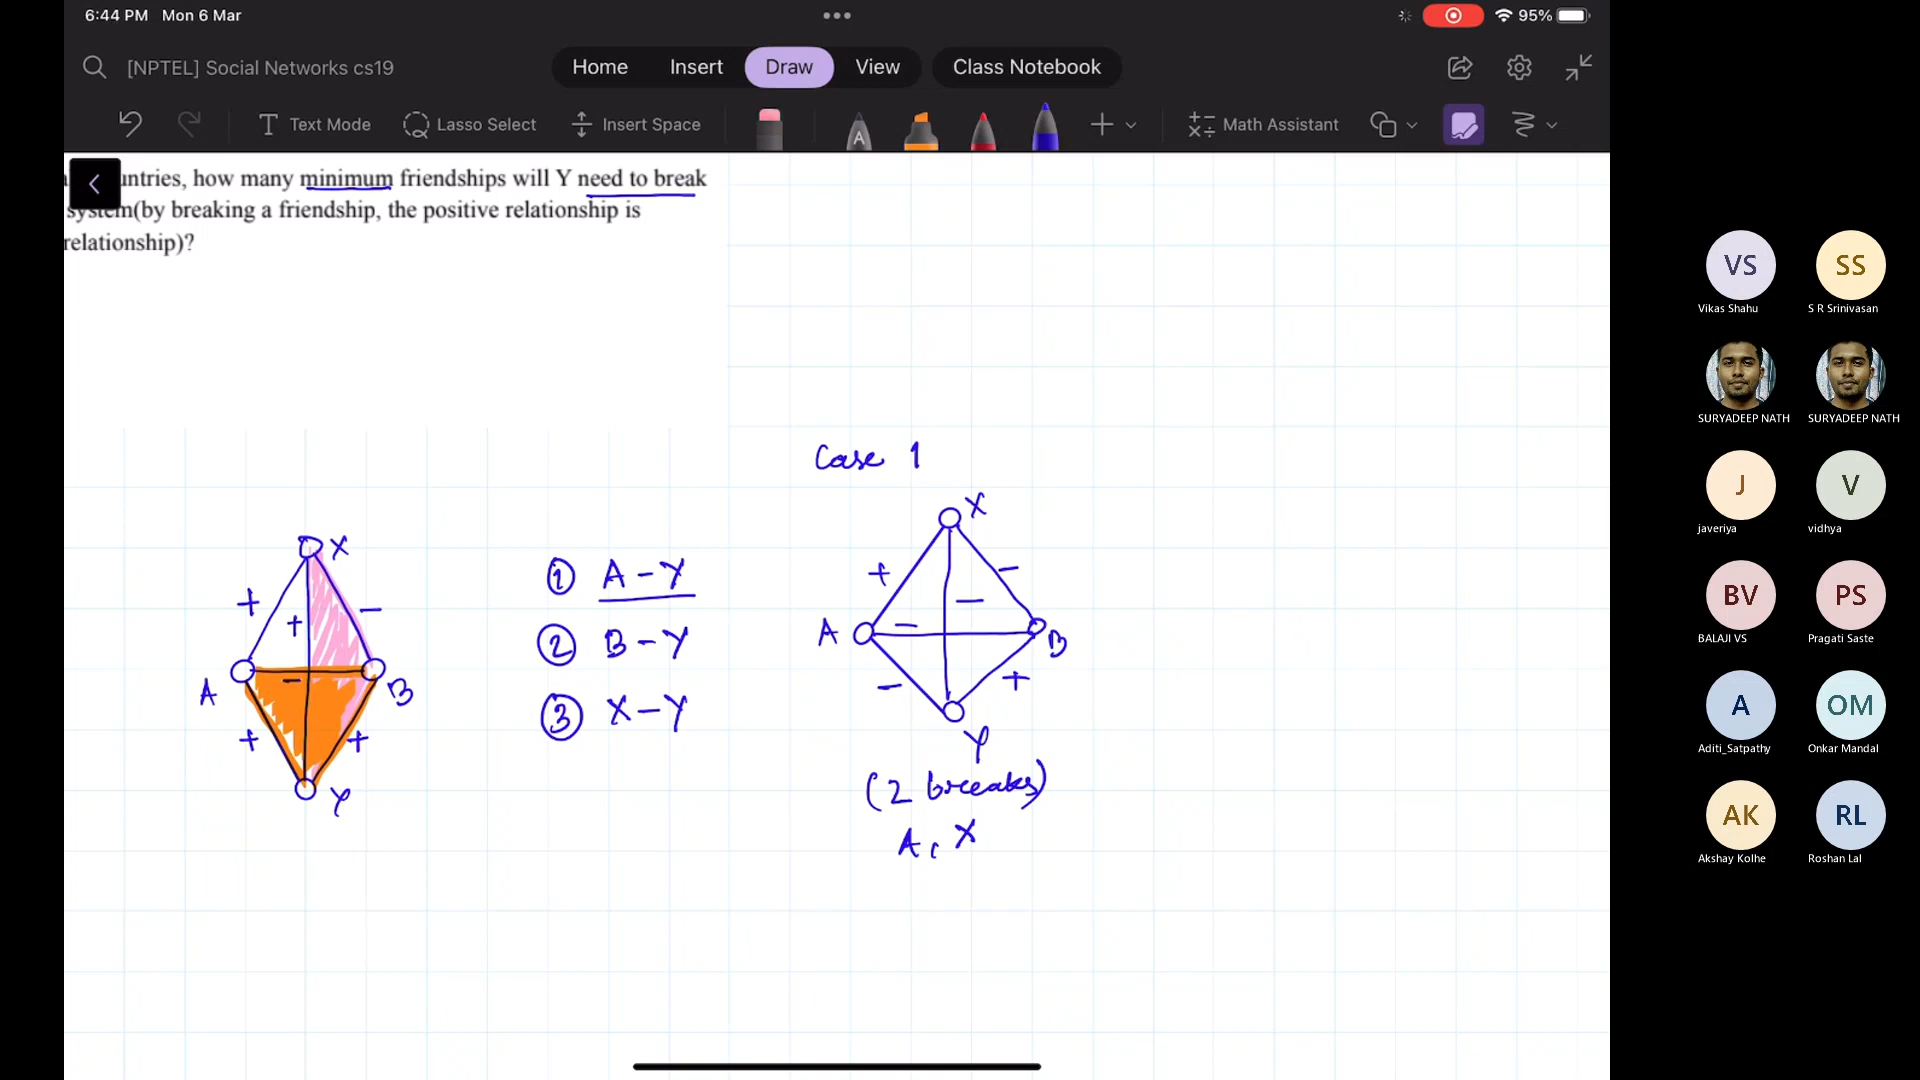 6:44 PM Mon 6 Mar
95%
[NPTEL] Social Networks cs19
Home Insert Draw View Class Notebook
Text Mode Lasso Select Insert Space A Math Assistant
untries, how many minimum friendships will Y need to break
system(by breaking a friendship, the positive relationship is
relationship)?
X
+ + −
A − B
+ +
Y
① A - Y
② B - Y
③ X - Y
Case 1
X
+ −
−
A − B
− +
Y
(2 breaks)
A, X
VS SS
Vikas Shahu S R Srinivasan
SURYADEEP NATH SURYADEEP NATH
J V
javeriya vidhya
BV PS
BALAJI VS Pragati Saste
A OM
Aditi_Satpathy Onkar Mandal
AK RL
Akshay Kolhe Roshan Lal